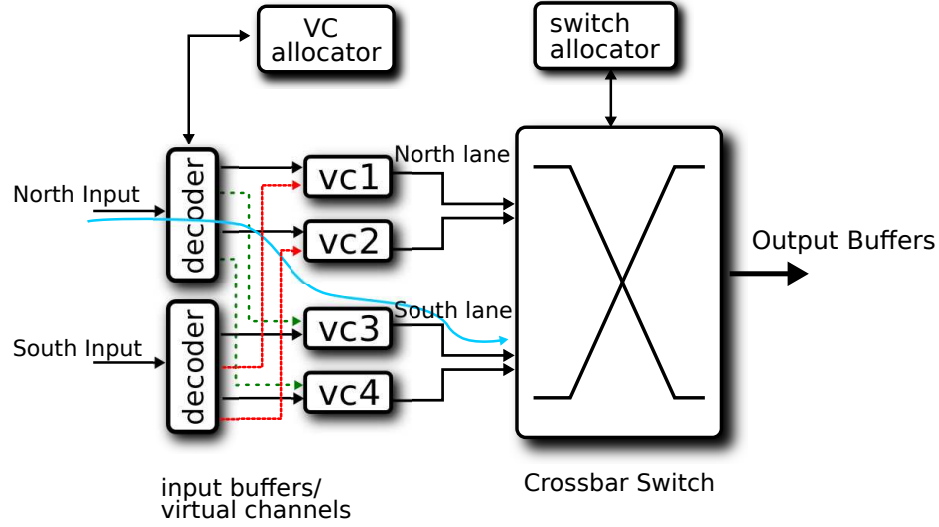 VC
allocator
switch
allocator
North Input
decoder
vc1
North lane
vc2
Output Buffers
South Input
decoder
vc3
South lane
vc4
input buffers/
virtual channels
Crossbar Switch